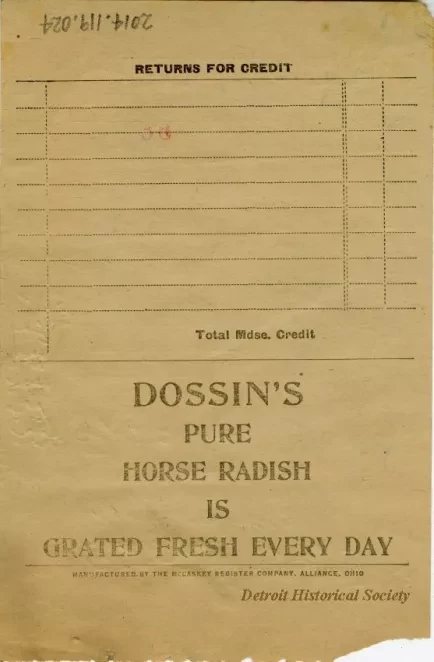 2014.119.024
RETURNS FOR CREDIT
Total Mdse. Credit
DOSSIN'S
PURE
HORSE RADISH
IS
GRATED FRESH EVERY DAY
MANUFACTURED BY THE MCCASKEY REGISTER COMPANY, ALLIANCE, OHIO
Detroit Historical Society